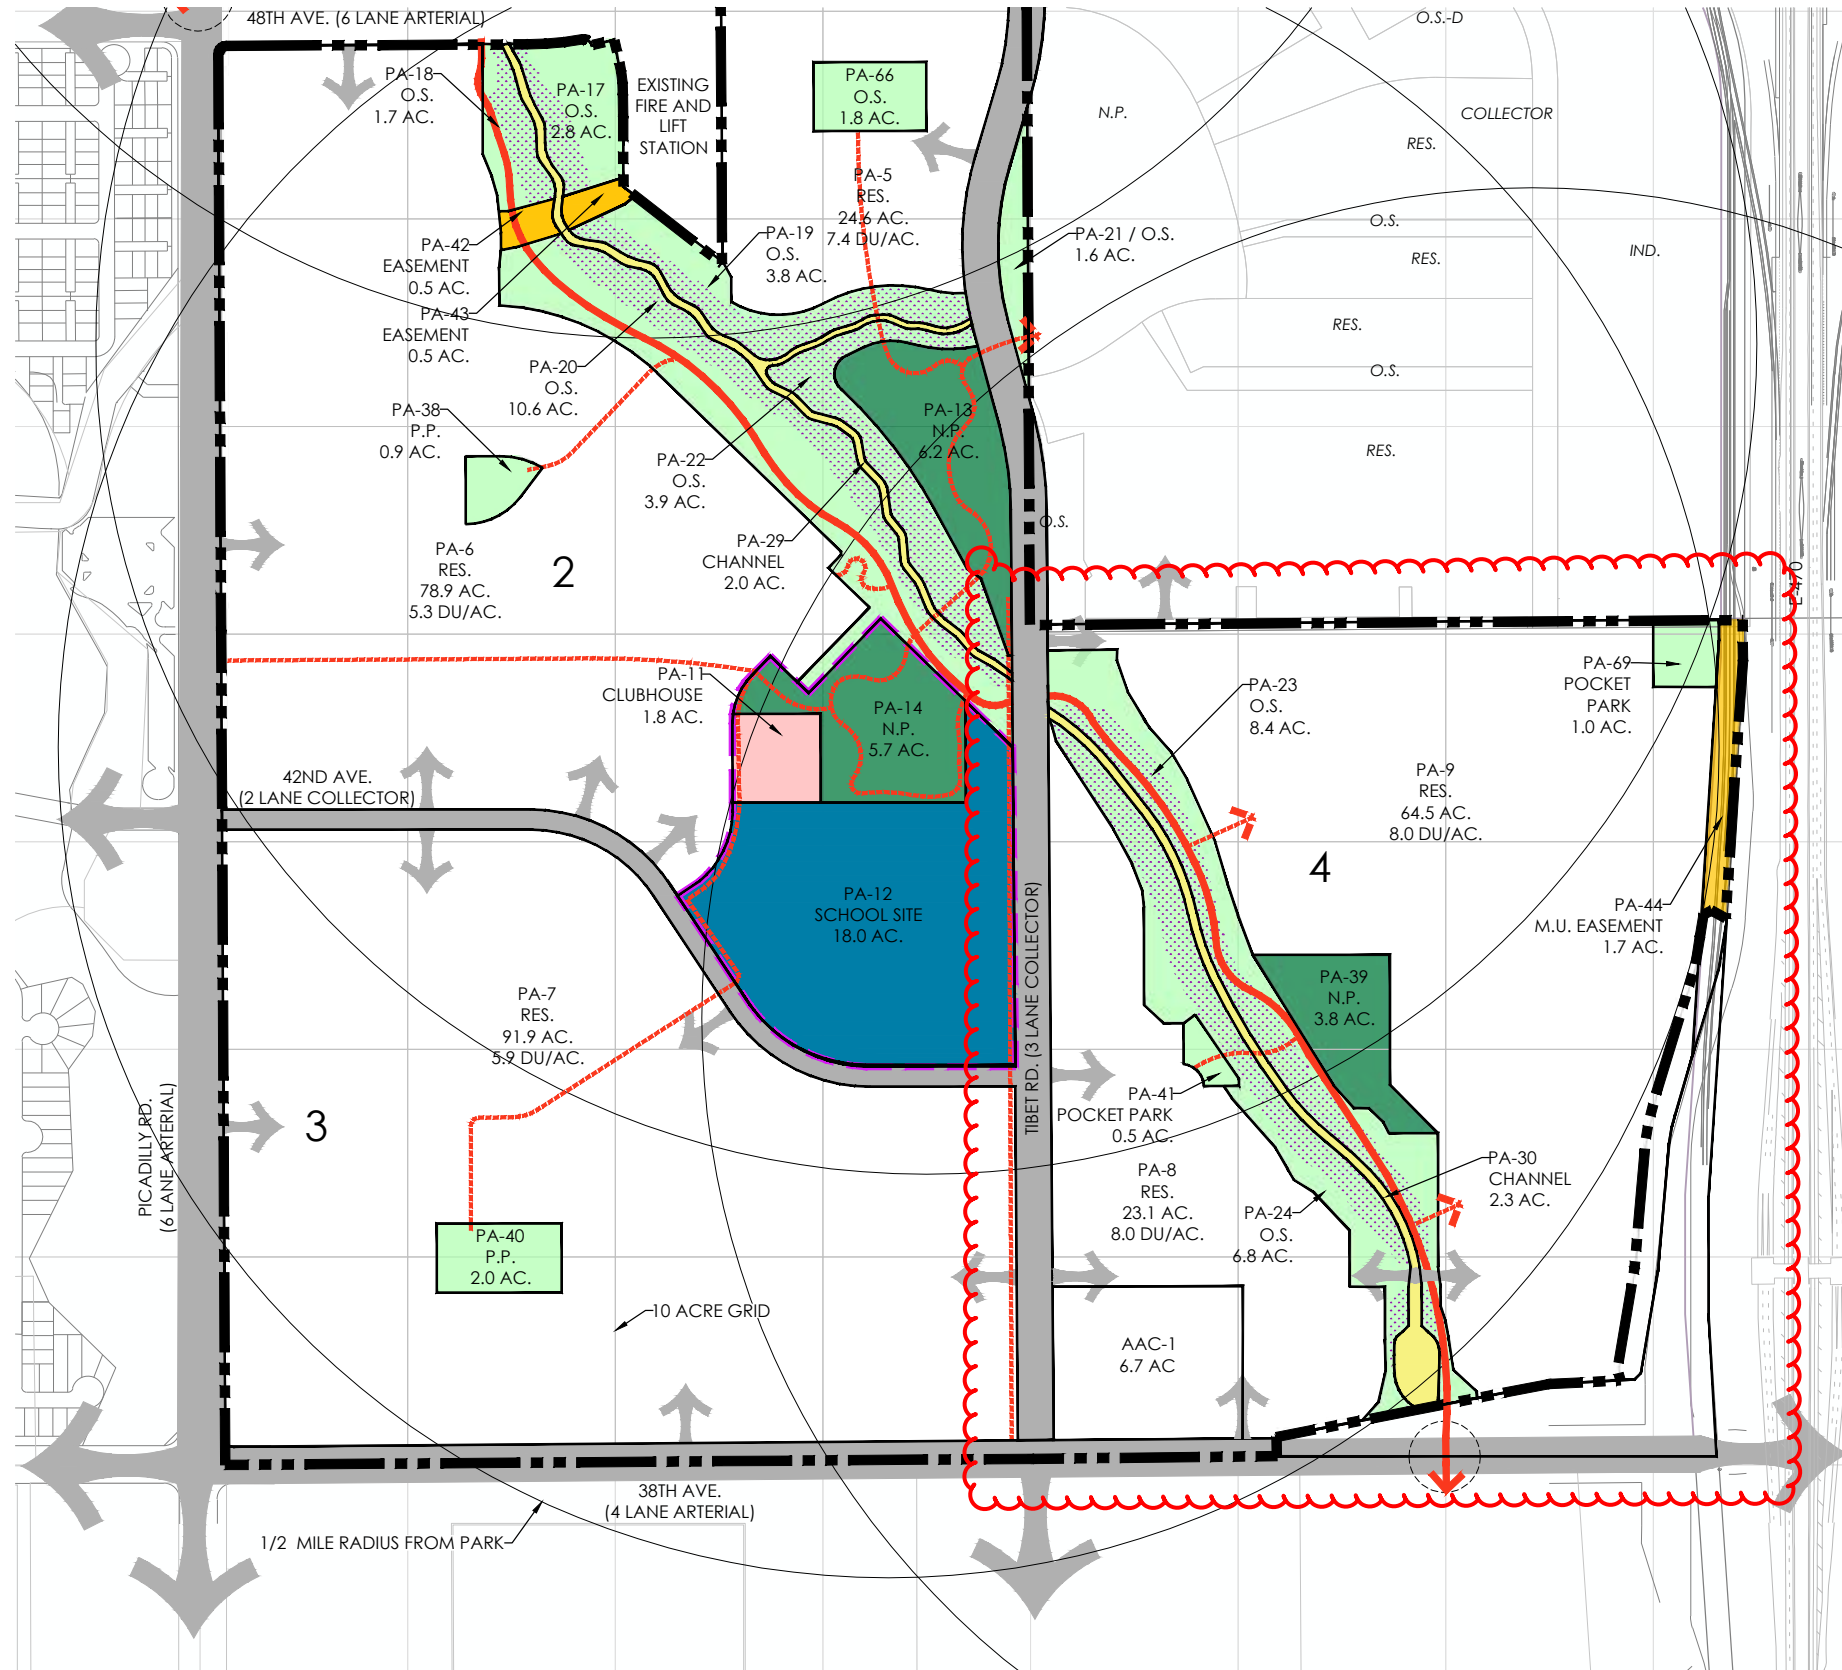 48TH AVE. (6 LANE ARTERIAL)
O.S.-D
PA-18
O.S.
1.7 AC.
PA-17
O.S.
2.8 AC.
EXISTING
FIRE AND
LIFT
STATION
PA-66
O.S.
1.8 AC.
N.P.
COLLECTOR
RES.
PA-5
RES.
24.6 AC.
7.4 DU/AC.
PA-42
EASEMENT
0.5 AC.
PA-43
EASEMENT
0.5 AC.
PA-19
O.S.
3.8 AC.
PA-21 / O.S.
1.6 AC.
O.S.
RES.
IND.
RES.
O.S.
RES.
PA-20
O.S.
10.6 AC.
PA-38
P.P.
0.9 AC.
PA-13
N.P.
6.2 AC.
PA-22
O.S.
3.9 AC.
O.S.
PA-29
CHANNEL
2.0 AC.
PA-6
RES.
78.9 AC.
5.3 DU/AC.
2
E-470
PA-11
CLUBHOUSE
1.8 AC.
PA-14
N.P.
5.7 AC.
PA-23
O.S.
8.4 AC.
PA-69
POCKET
PARK
1.0 AC.
42ND AVE.
(2 LANE COLLECTOR)
PA-9
RES.
64.5 AC.
8.0 DU/AC.
4
PA-12
SCHOOL SITE
18.0 AC.
PA-44
M.U. EASEMENT
1.7 AC.
TIBET RD. (3 LANE COLLECTOR)
PA-39
N.P.
3.8 AC.
PA-7
RES.
91.9 AC.
5.9 DU/AC.
3
PICADILLY RD.
(6 LANE ARTERIAL)
PA-41
POCKET PARK
0.5 AC.
PA-8
RES.
23.1 AC.
8.0 DU/AC.
PA-30
CHANNEL
2.3 AC.
PA-24
O.S.
6.8 AC.
PA-40
P.P.
2.0 AC.
10 ACRE GRID
AAC-1
6.7 AC
38TH AVE.
(4 LANE ARTERIAL)
1/2 MILE RADIUS FROM PARK